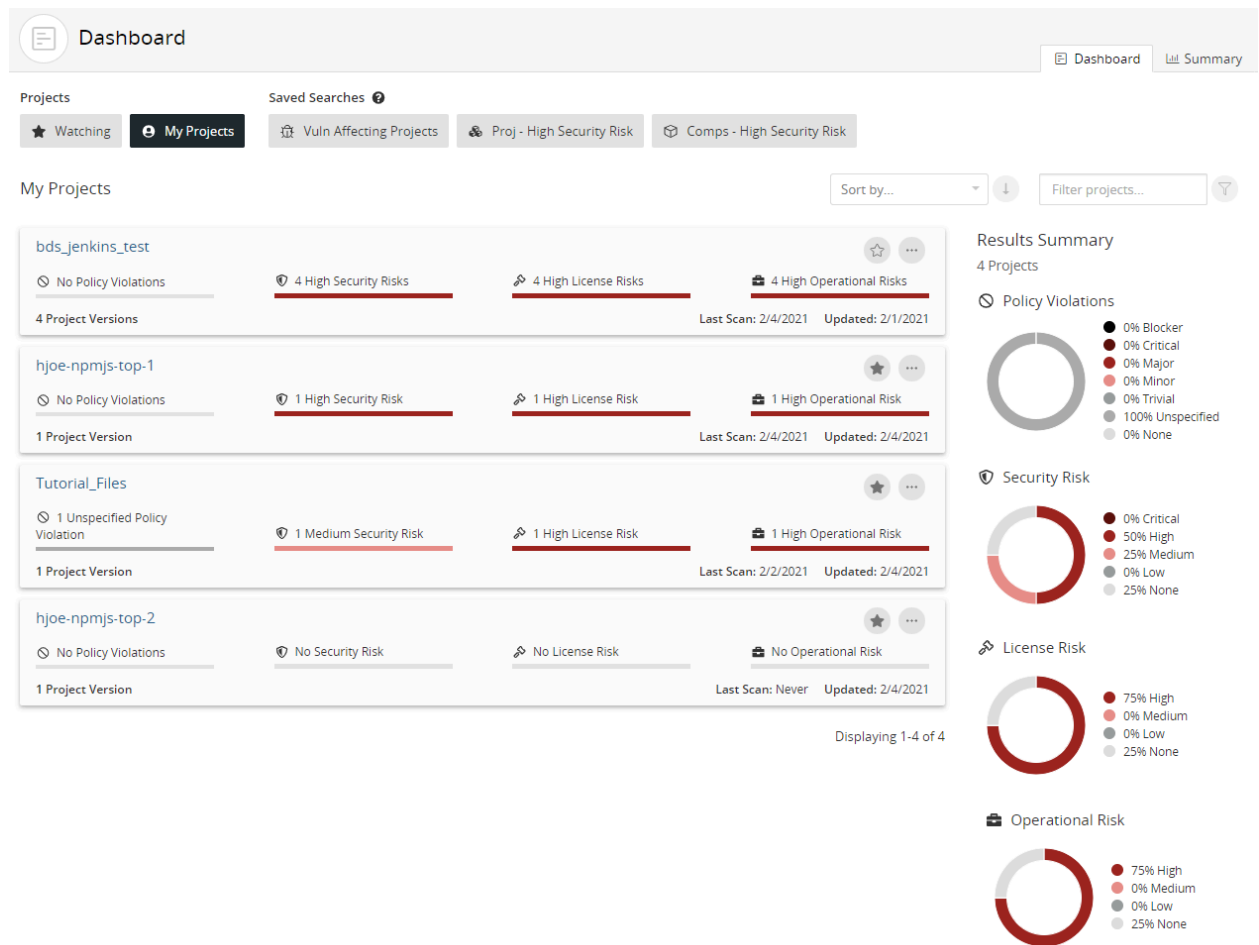 Dashboard
Dashboard Summary
Projects Saved Searches ?
Watching My Projects Vuln Affecting Projects Proj - High Security Risk Comps - High Security Risk
My Projects Sort by... Filter projects...
bds_jenkins_test
No Policy Violations 4 High Security Risks 4 High License Risks 4 High Operational Risks
4 Project Versions Last Scan: 2/4/2021 Updated: 2/1/2021
hjoe-npmjs-top-1
No Policy Violations 1 High Security Risk 1 High License Risk 1 High Operational Risk
1 Project Version Last Scan: 2/4/2021 Updated: 2/4/2021
Tutorial_Files
1 Unspecified Policy
Violation 1 Medium Security Risk 1 High License Risk 1 High Operational Risk
1 Project Version Last Scan: 2/2/2021 Updated: 2/4/2021
hjoe-npmjs-top-2
No Policy Violations No Security Risk No License Risk No Operational Risk
1 Project Version Last Scan: Never Updated: 2/4/2021
Displaying 1-4 of 4
Results Summary
4 Projects
Policy Violations
0% Blocker
0% Critical
0% Major
0% Minor
0% Trivial
100% Unspecified
0% None
Security Risk
0% Critical
50% High
25% Medium
0% Low
25% None
License Risk
75% High
0% Medium
0% Low
25% None
Operational Risk
75% High
0% Medium
0% Low
25% None